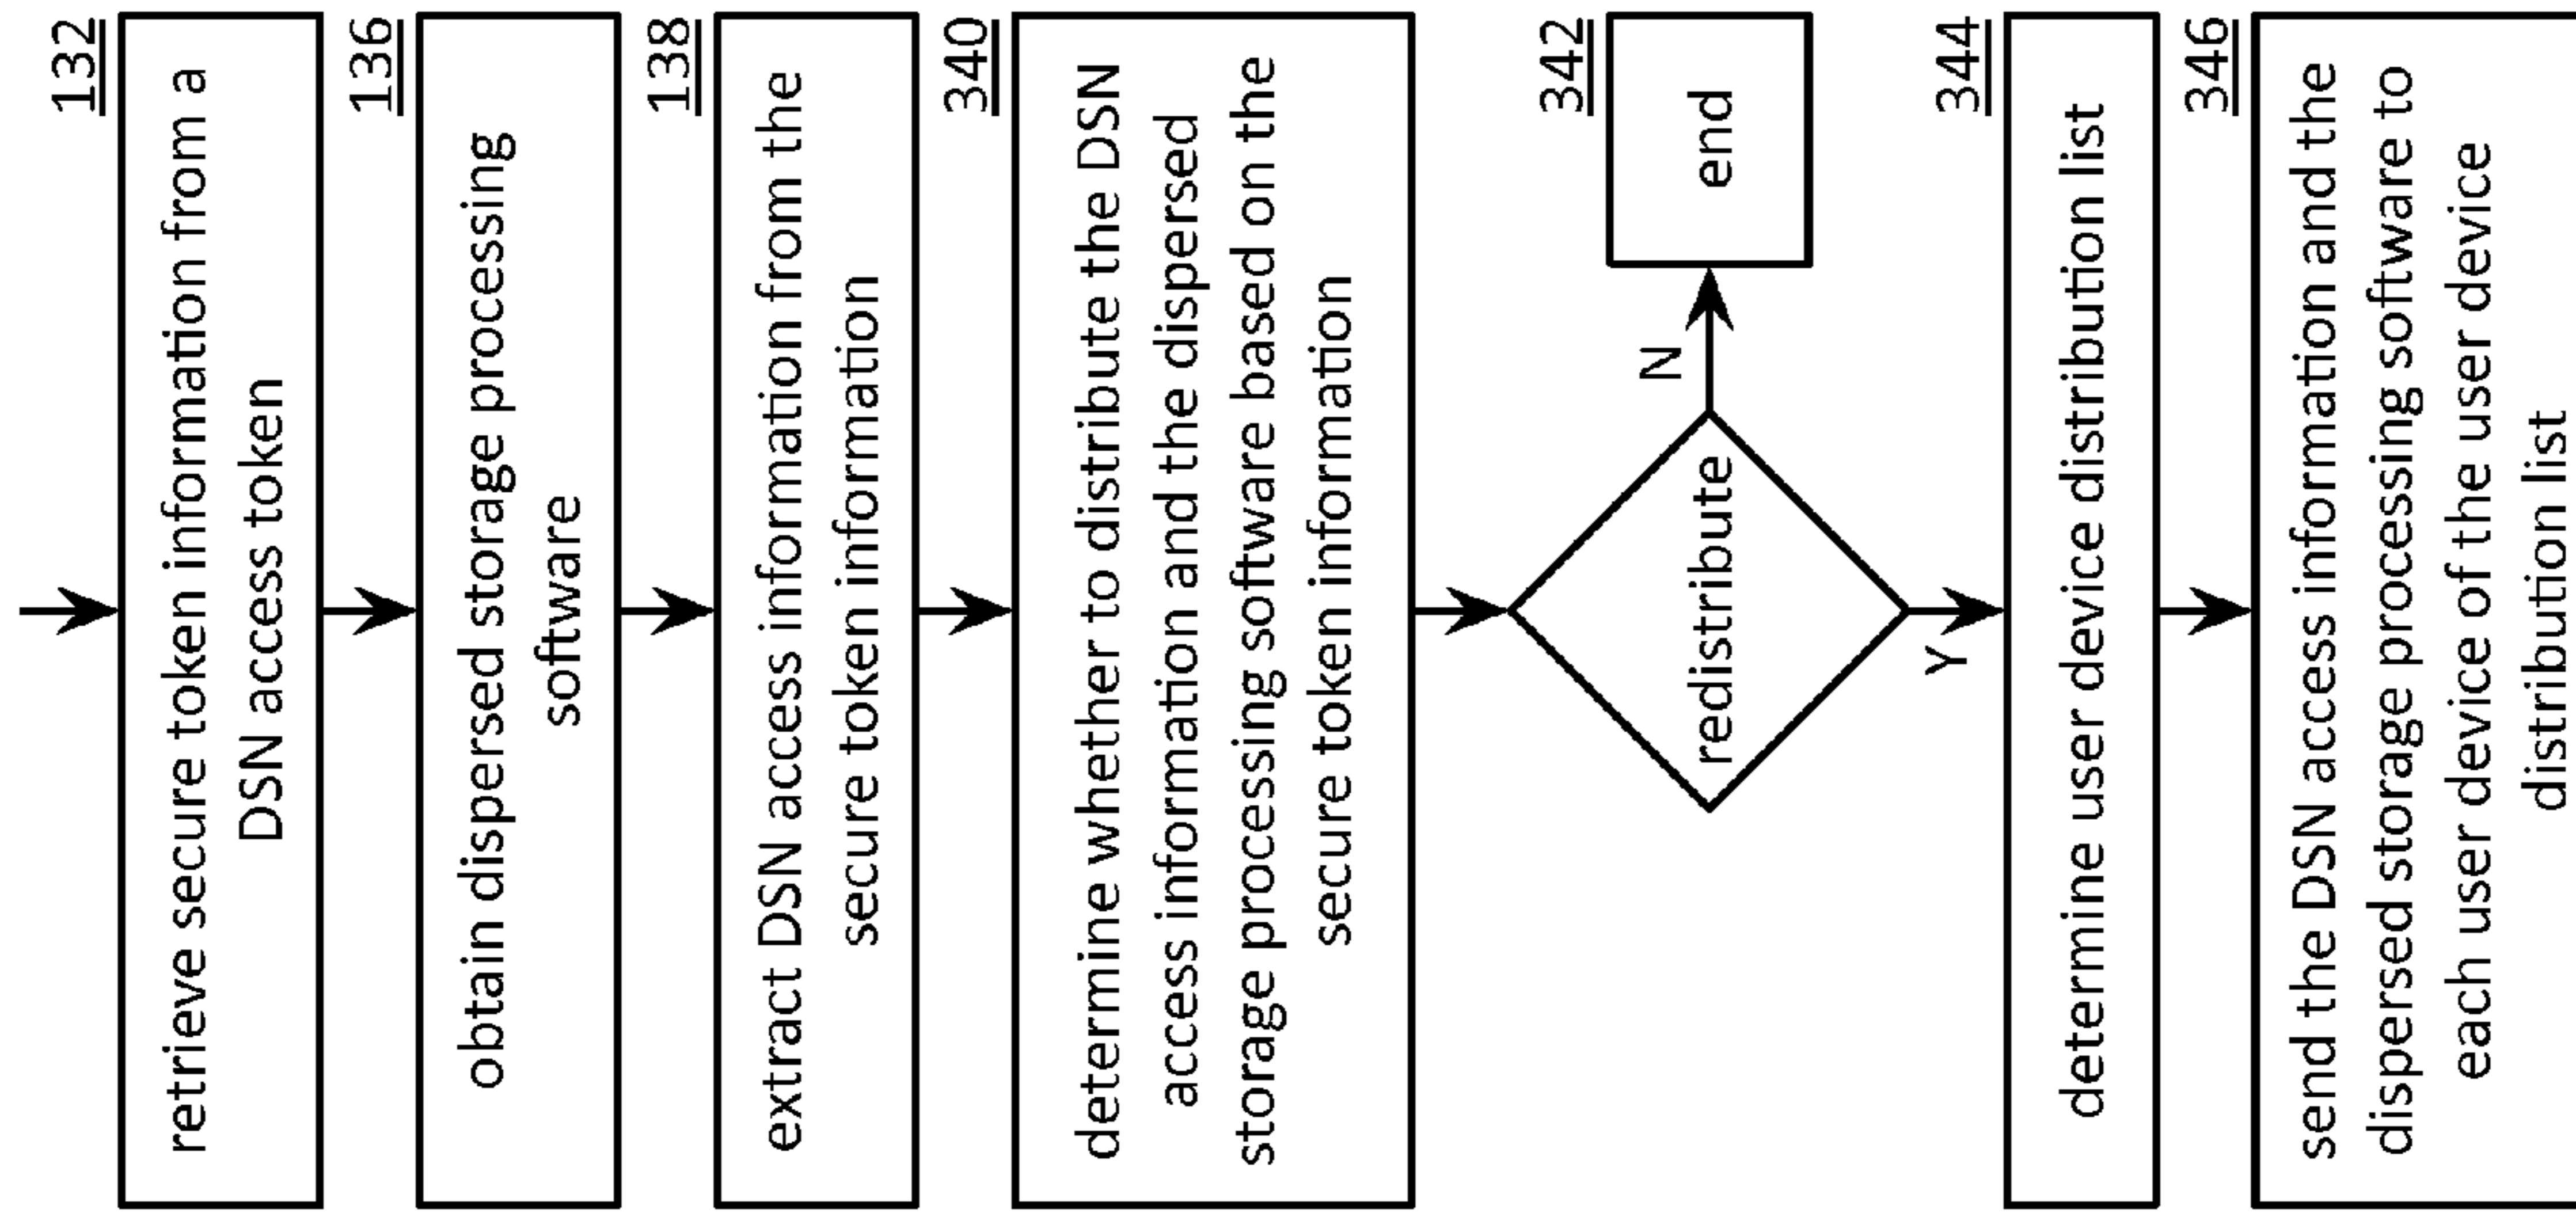 132
retrieve secure token information from a
DSN access token
136
obtain dispersed storage processing
software
138
extract DSN access information from the
secure token information
340
determine whether to distribute the DSN
access information and the dispersed
storage processing software based on the
secure token information
redistribute
N
342
end
Y
344
determine user device distribution list
346
send the DSN access information and the
dispersed storage processing software to
each user device of the user device
distribution list